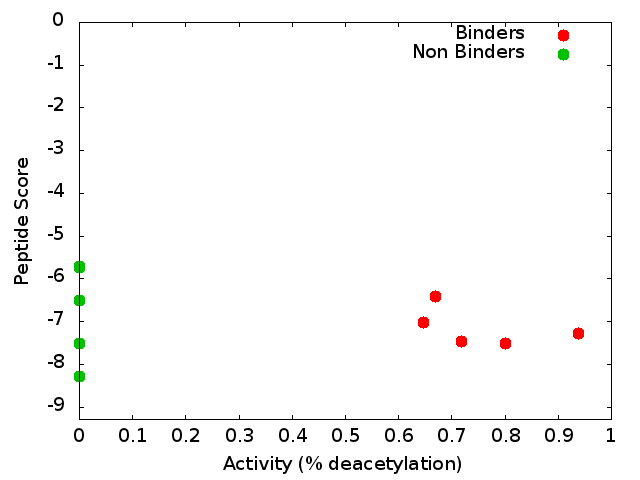 0
-1
-2
-3
-4
-5
-6
-7
-8
-9
Peptide Score
Binders
Non Binders
0 0.1 0.2 0.3 0.4 0.5 0.6 0.7 0.8 0.9 1
Activity (% deacetylation)